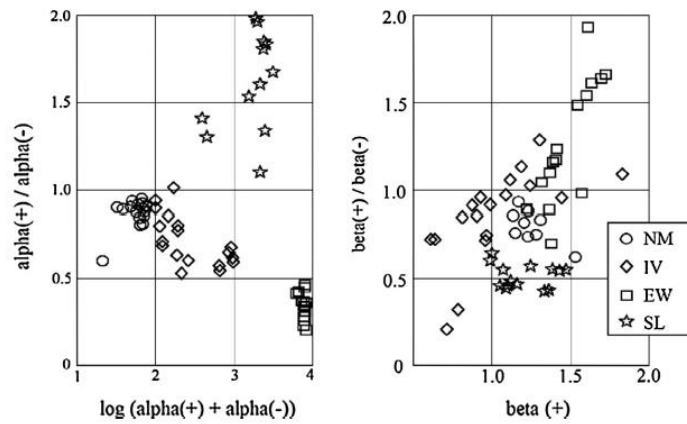 2.0
1.5
1.0
0.5
0
1
2
3
4
alpha(+) / alpha(-)
log (alpha(+) + alpha(-))
2.0
1.5
1.0
0.5
0
1.0
1.5
2.0
beta(+) / beta(-)
beta (+)
NM
IV
EW
SL